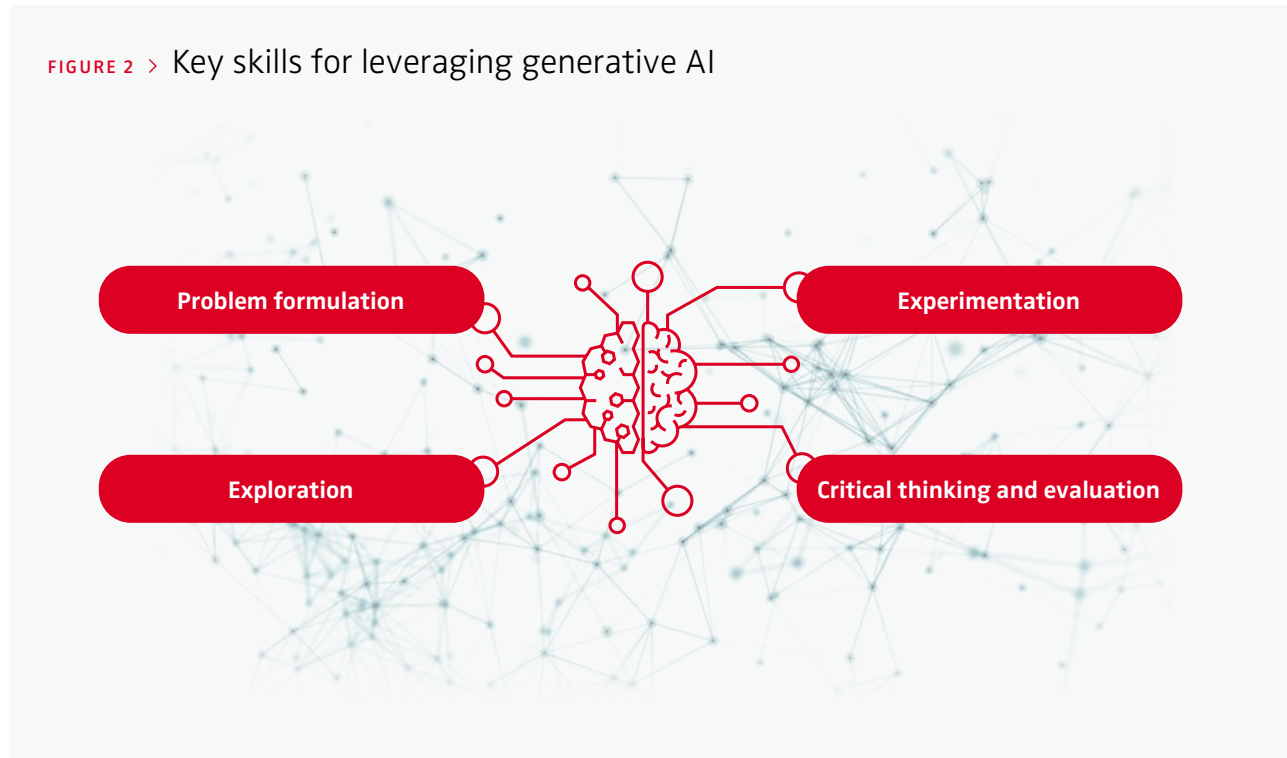 FIGURE 2 > Key skills for leveraging generative AI
Problem formulation
Experimentation
Exploration
Critical thinking and evaluation